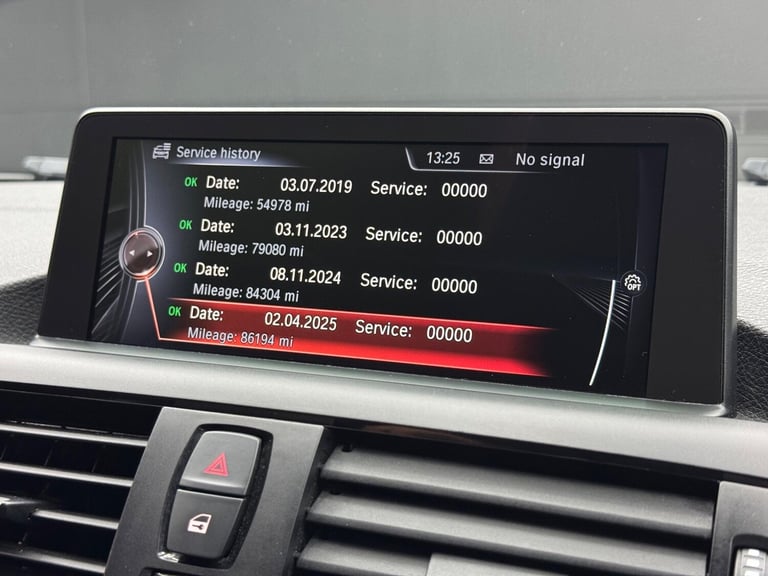 Service history 13:25 No signal
OK Date: 03.07.2019 Service: 00000
Mileage: 54978 mi
OK Date: 03.11.2023 Service: 00000
Mileage: 79080 mi
OK Date: 08.11.2024 Service: 00000
Mileage: 84304 mi
OK Date: 02.04.2025 Service: 00000
Mileage: 86194 mi
OPT